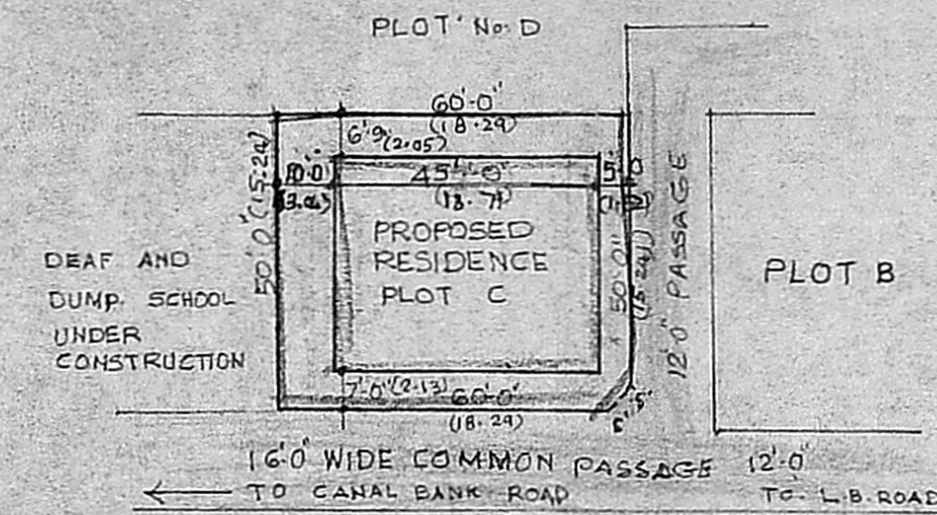 PLOT No. D
60'-0"
(18.29)
6'9"(2.05)
10'.0"
45'-0"
5'-0
(3.04)
(13.71)
50'0"(15.24)
PROPOSED
RESIDENCE
PLOT C
50'-0"
(15.24)
12'0" PASSAGE
PLOT B
DEAF AND
DUMP. SCHOOL
UNDER
CONSTRUCTION
7'-0"(2.13)
60'-0"
(18.29)
5'
5'
16'0" WIDE COMMON PASSAGE
12'-0"
TO CANAL BANK ROAD
TO L.B. ROAD